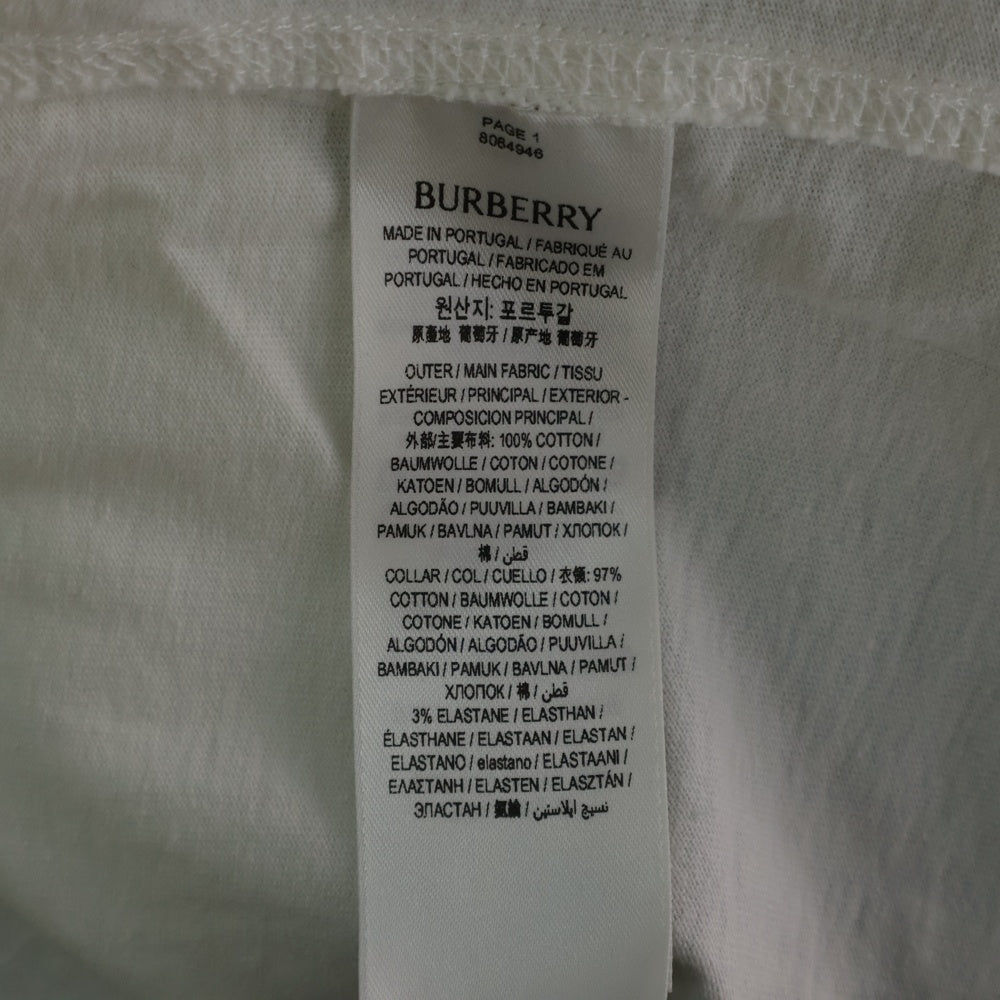 PAGE 1
8084946
BURBERRY
MADE IN PORTUGAL / FABRIQUÉ AU
PORTUGAL / FABRICADO EM
PORTUGAL / HECHO EN PORTUGAL
원산지: 포르투갈
原產地 葡萄牙 / 原产地 葡萄牙
OUTER / MAIN FABRIC / TISSU
EXTÉRIEUR / PRINCIPAL / EXTERIOR -
COMPOSICION PRINCIPAL /
外部/主要布料: 100% COTTON /
BAUMWOLLE / COTON / COTONE /
KATOEN / BOMULL / ALGODÓN /
ALGODÃO / PUUVILLA / BAMBAKI /
PAMUK / BAVLNA / PAMUT / ХЛОПОК /
棉 / قطن
COLLAR / COL / CUELLO / 衣領: 97%
COTTON / BAUMWOLLE / COTON /
COTONE / KATOEN / BOMULL /
ALGODÓN / ALGODÃO / PUUVILLA /
BAMBAKI / PAMUK / BAVLNA / PAMUT /
ХЛОПОК / 棉 / قطن
3% ELASTANE / ELASTHAN /
ÉLASTHANE / ELASTAAN / ELASTAN /
ELASTANO / elastano / ELASTAANI /
ΕΛΑΣΤΑΝΗ / ELASTEN / ELASZTÁN /
ЭЛАСТАН / 氨綸 / نسيج ايلاستين